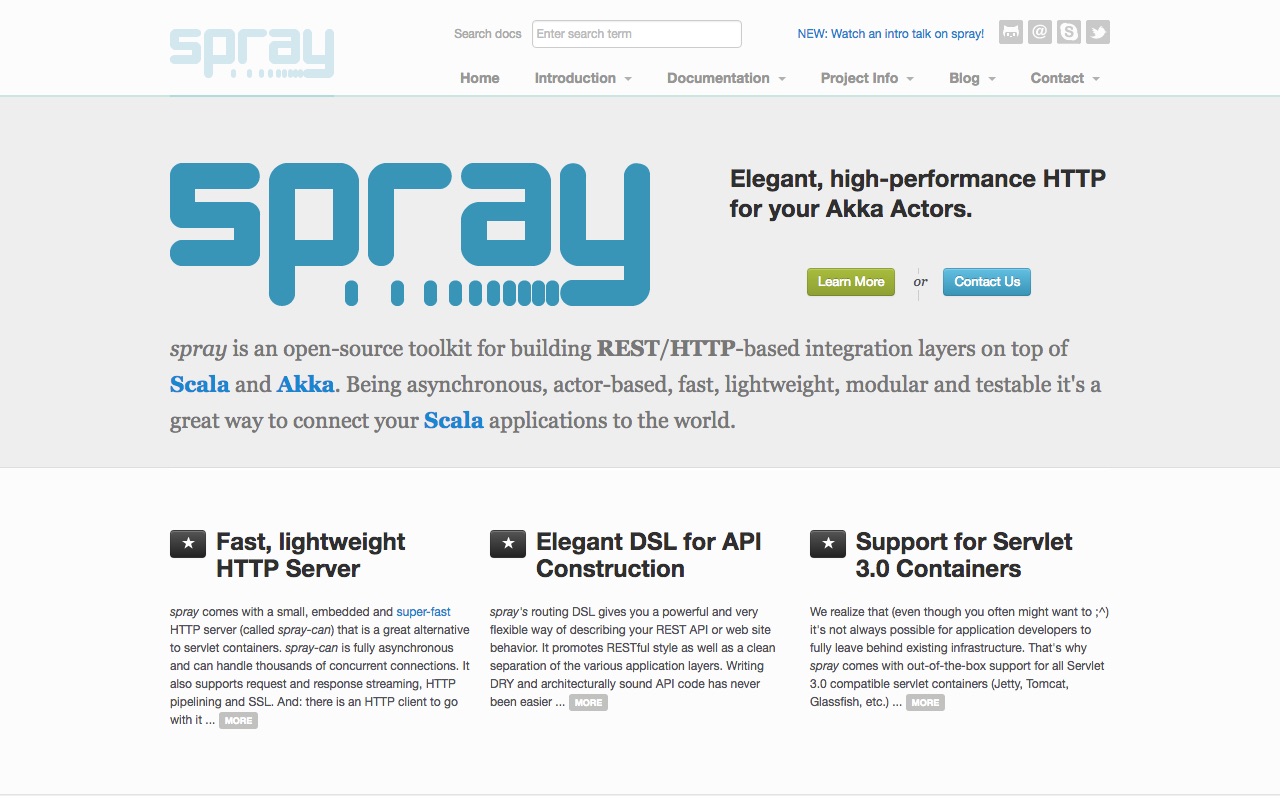 spray
Search docs
Enter search term
NEW: Watch an intro talk on spray!
Home
Introduction
Documentation
Project Info
Blog
Contact
spray
Elegant, high-performance HTTP
for your Akka Actors.
Learn More
or
Contact Us
spray is an open-source toolkit for building REST/HTTP-based integration layers on top of
Scala and Akka. Being asynchronous, actor-based, fast, lightweight, modular and testable it's a
great way to connect your Scala applications to the world.
Fast, lightweight
HTTP Server
spray comes with a small, embedded and super-fast
HTTP server (called spray-can) that is a great alternative
to servlet containers. spray-can is fully asynchronous
and can handle thousands of concurrent connections. It
also supports request and response streaming, HTTP
pipelining and SSL. And: there is an HTTP client to go
with it ... MORE
Elegant DSL for API
Construction
spray's routing DSL gives you a powerful and very
flexible way of describing your REST API or web site
behavior. It promotes RESTful style as well as a clean
separation of the various application layers. Writing
DRY and architecturally sound API code has never
been easier ... MORE
Support for Servlet
3.0 Containers
We realize that (even though you often might want to ;^)
it's not always possible for application developers to
fully leave behind existing infrastructure. That's why
spray comes with out-of-the-box support for all Servlet
3.0 compatible servlet containers (Jetty, Tomcat,
Glassfish, etc.) ... MORE